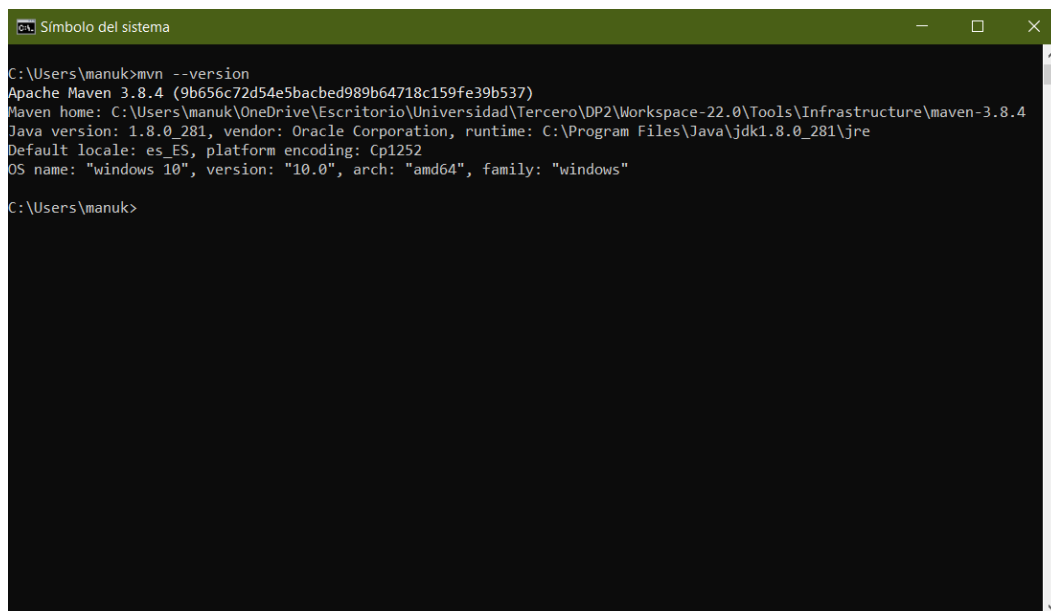 Símbolo del sistema
C:\Users\manuk>mvn --version
Apache Maven 3.8.4 (9b656c72d54e5bacbed989b64718c159fe39b537)
Maven home: C:\Users\manuk\OneDrive\Escritorio\Universidad\Tercero\DP2\Workspace-22.0\Tools\Infrastructure\maven-3.8.4
Java version: 1.8.0_281, vendor: Oracle Corporation, runtime: C:\Program Files\Java\jdk1.8.0_281\jre
Default locale: es_ES, platform encoding: Cp1252
OS name: "windows 10", version: "10.0", arch: "amd64", family: "windows"
C:\Users\manuk>